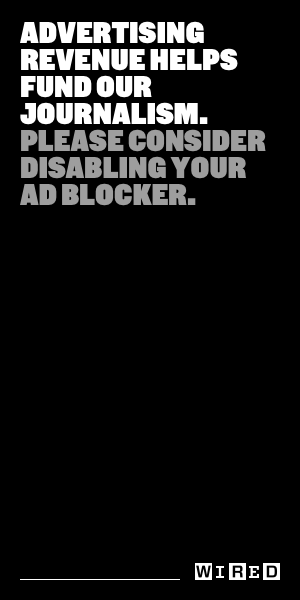 ADVERTISING
REVENUE HELPS
FUND OUR
JOURNALISM.
PLEASE CONSIDER
DISABLING YOUR
AD BLOCKER.
WIRED